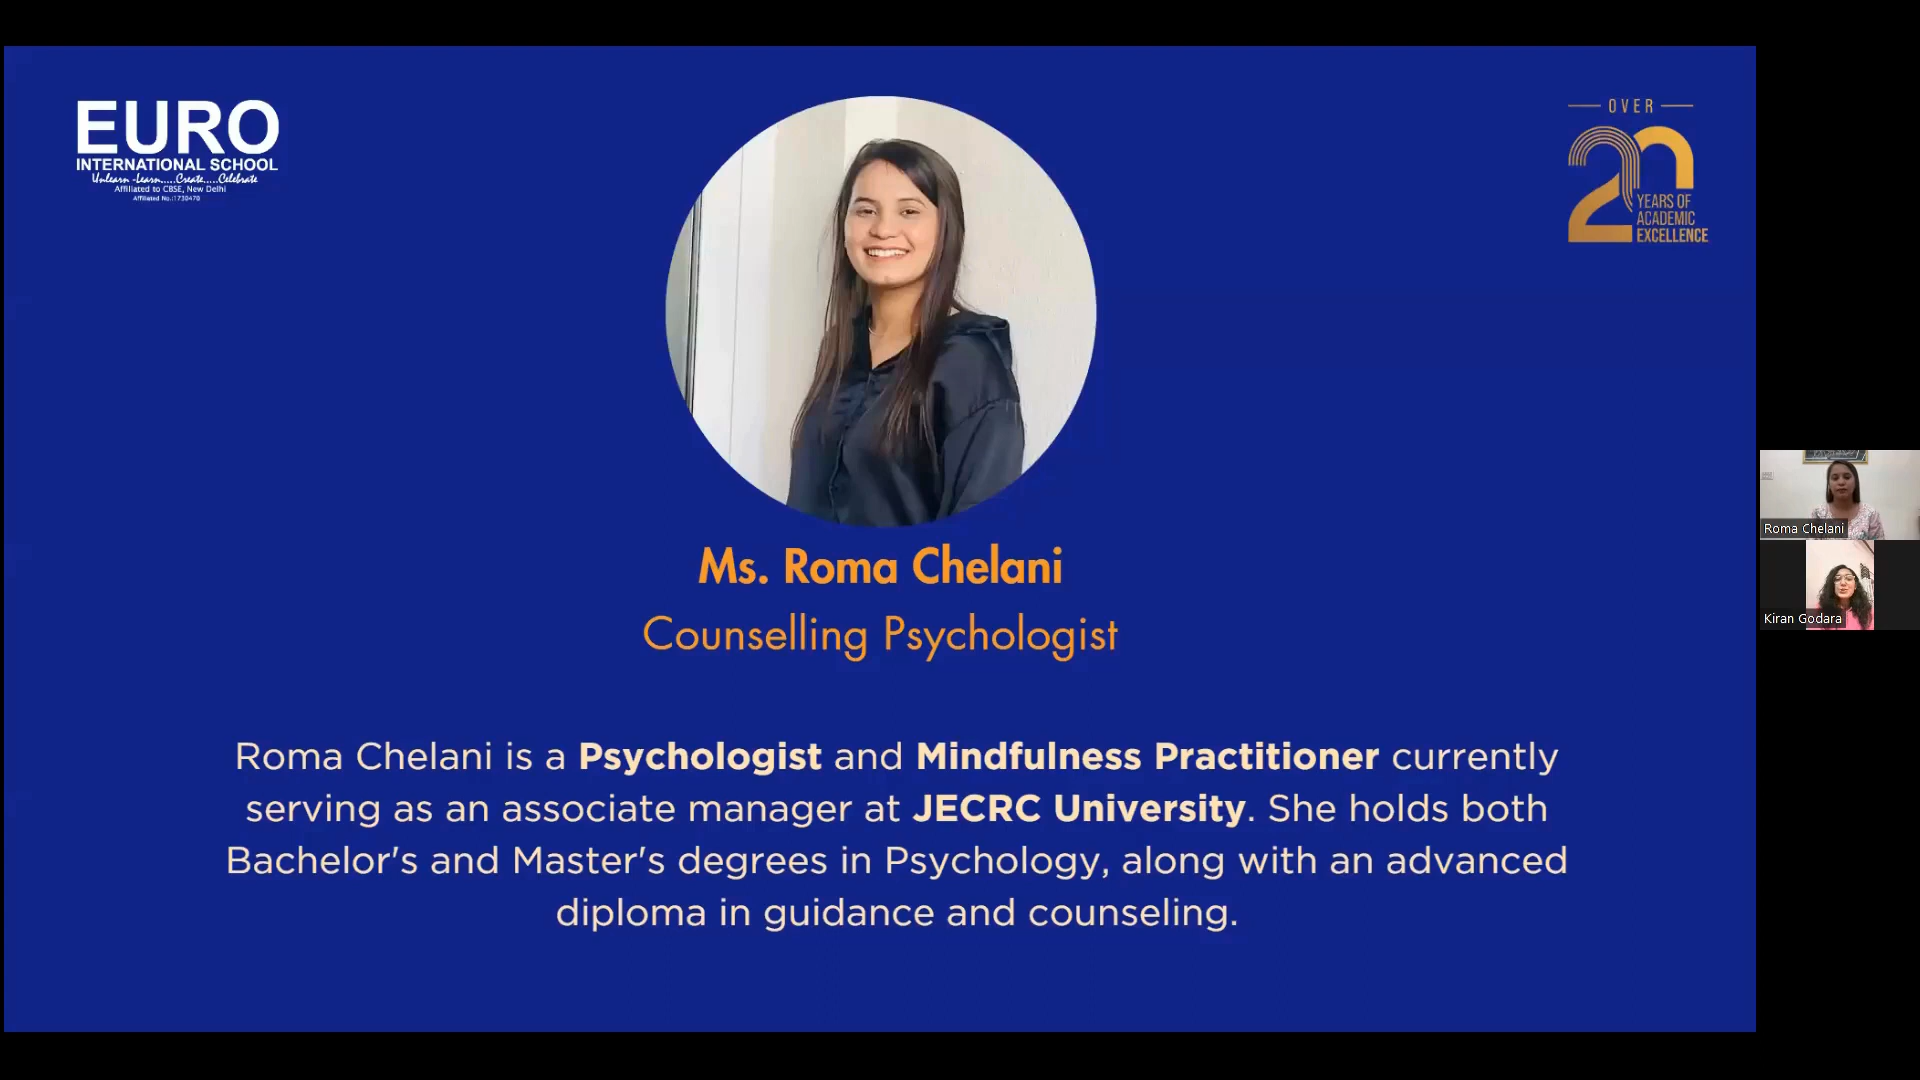 EURO
INTERNATIONAL SCHOOL
Unlearn-Learn.....Create.....Celebrate
Affiliated to CBSE, New Delhi
Affiliated No.:1730470
OVER
20
YEARS OF
ACADEMIC
EXCELLENCE
Ms. Roma Chelani
Counselling Psychologist
Roma Chelani is a Psychologist and Mindfulness Practitioner currently
serving as an associate manager at JECRC University. She holds both
Bachelor's and Master's degrees in Psychology, along with an advanced
diploma in guidance and counseling.
Roma Chelani
Kiran Godara